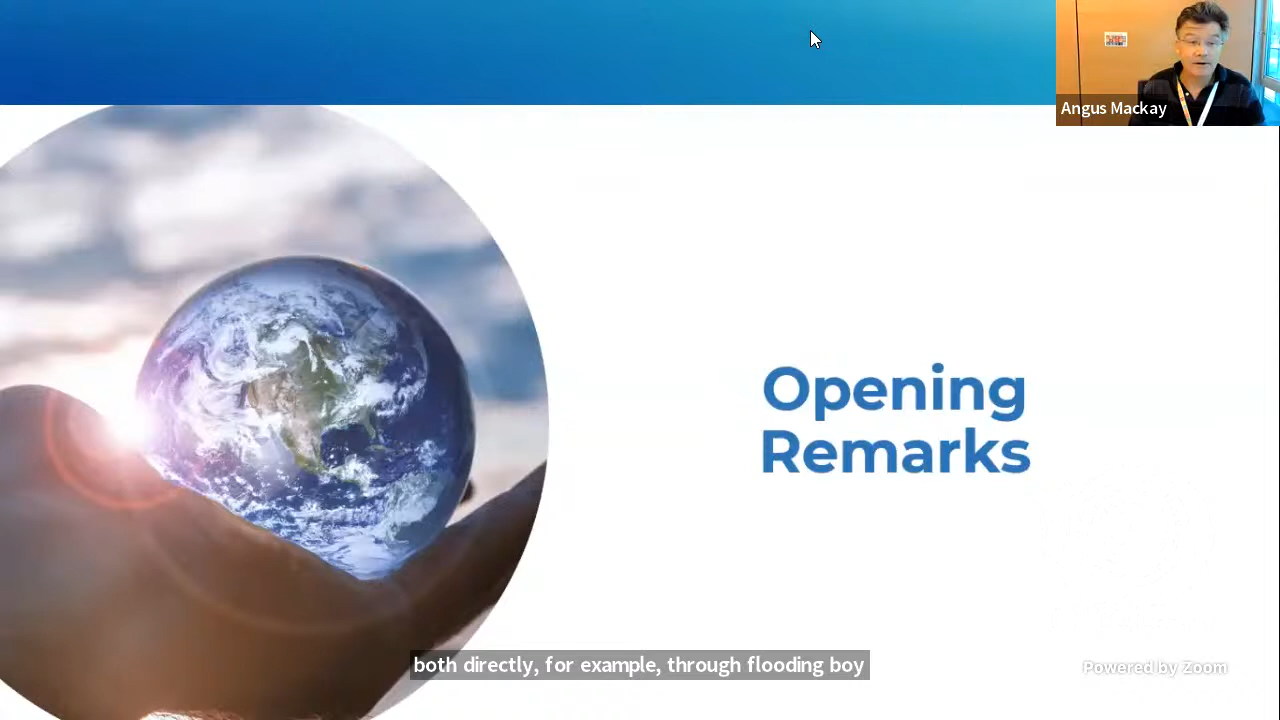 Angus Mackay
Opening
Remarks
both directly, for example, through flooding boy
Powered by Zoom